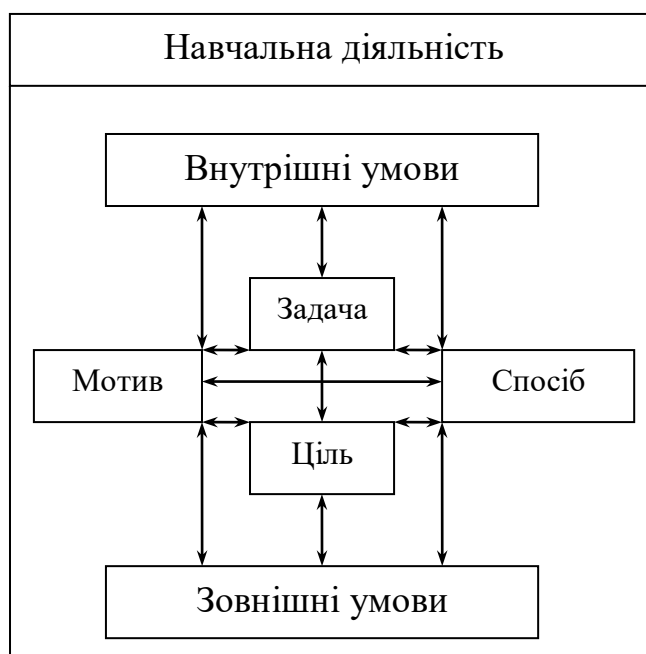 Навчальна діяльність
Внутрішні умови
Задача
Мотив
Спосіб
Ціль
Зовнішні умови